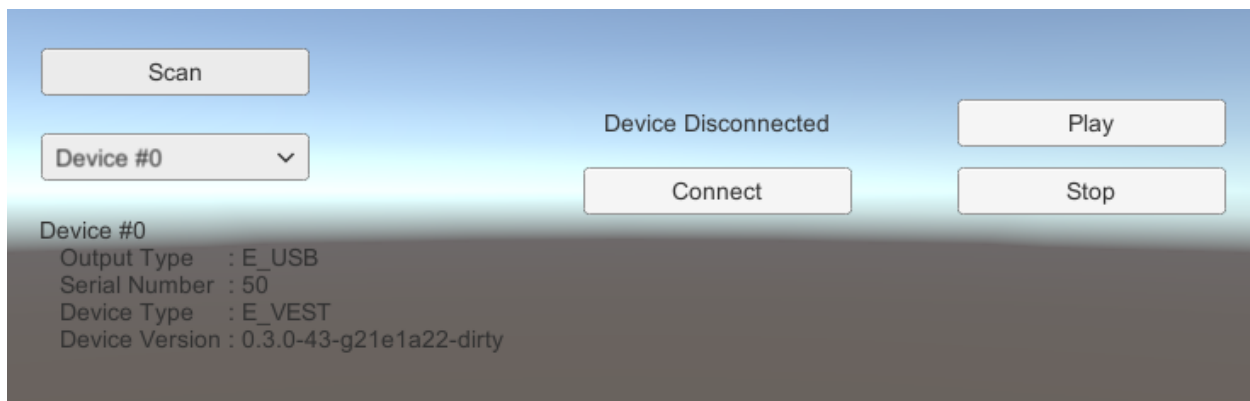 Scan
Device #0
Device #0
Output Type : E_USB
Serial Number : 50
Device Type : E_VEST
Device Version : 0.3.0-43-g21e1a22-dirty
Device Disconnected
Connect
Play
Stop